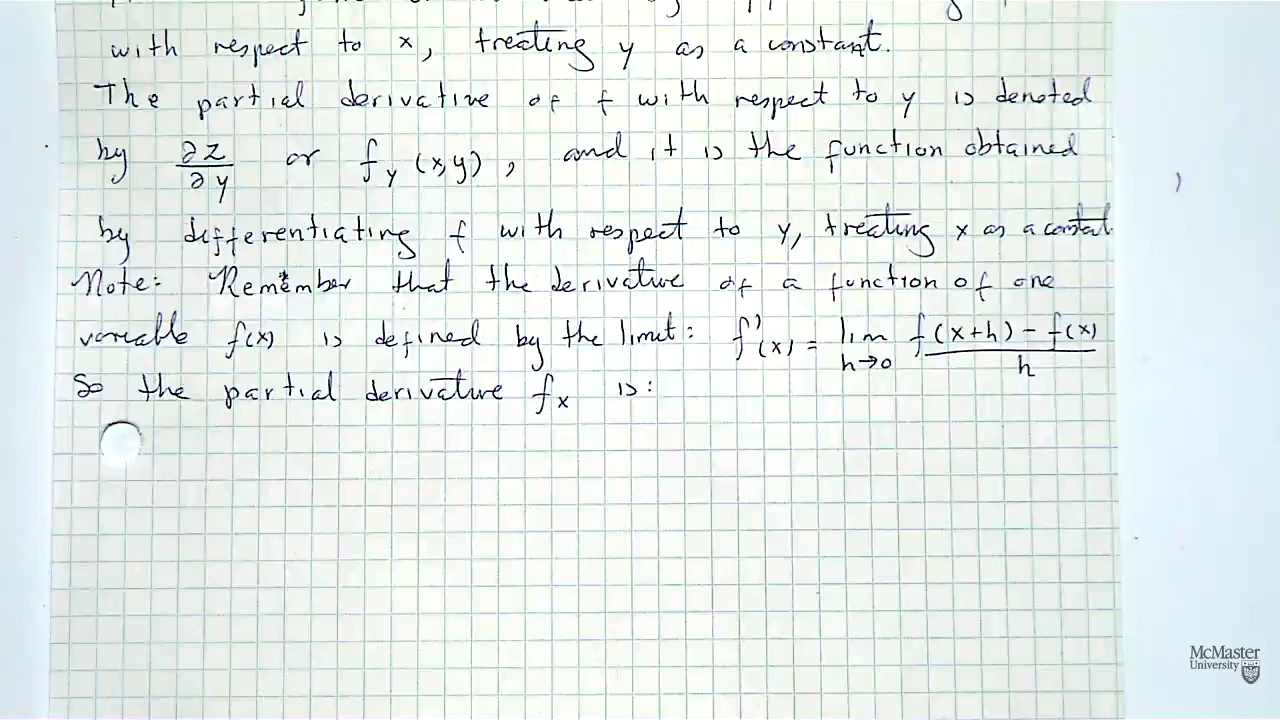 with respect to x, treating y as a constant.
The partial derivative of f with respect to y is denoted
by ∂z/∂y or f_y (x,y), and it is the function obtained
by differentiating f with respect to y, treating x as a constat.
Note: Remember that the derivative of a function of one
variable f(x) is defined by the limit: f'(x) = lim h→0 f(x+h) - f(x) / h
So the partial derivative f_x is:
McMaster
University